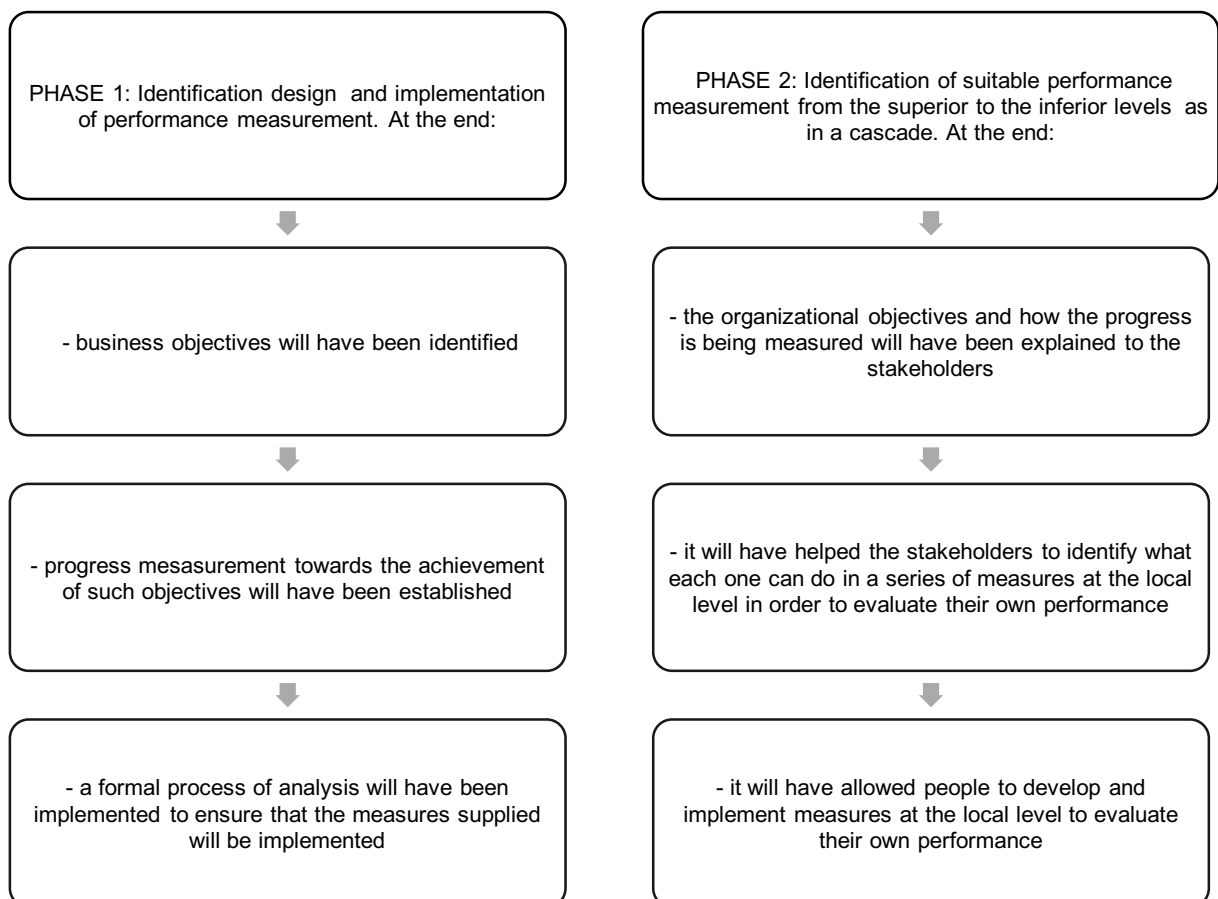 PHASE 1: Identification design and implementation
of performance measurement. At the end:
- business objectives will have been identified
- progress mesasurement towards the achievement
of such objectives will have been established
- a formal process of analysis will have been
implemented to ensure that the measures supplied
will be implemented
PHASE 2: Identification of suitable performance
measurement from the superior to the inferior levels as
in a cascade. At the end:
- the organizational objectives and how the progress
is being measured will have been explained to the
stakeholders
- it will have helped the stakeholders to identify what
each one can do in a series of measures at the local
level in order to evaluate their own performance
- it will have allowed people to develop and
implement measures at the local level to evaluate
their own performance